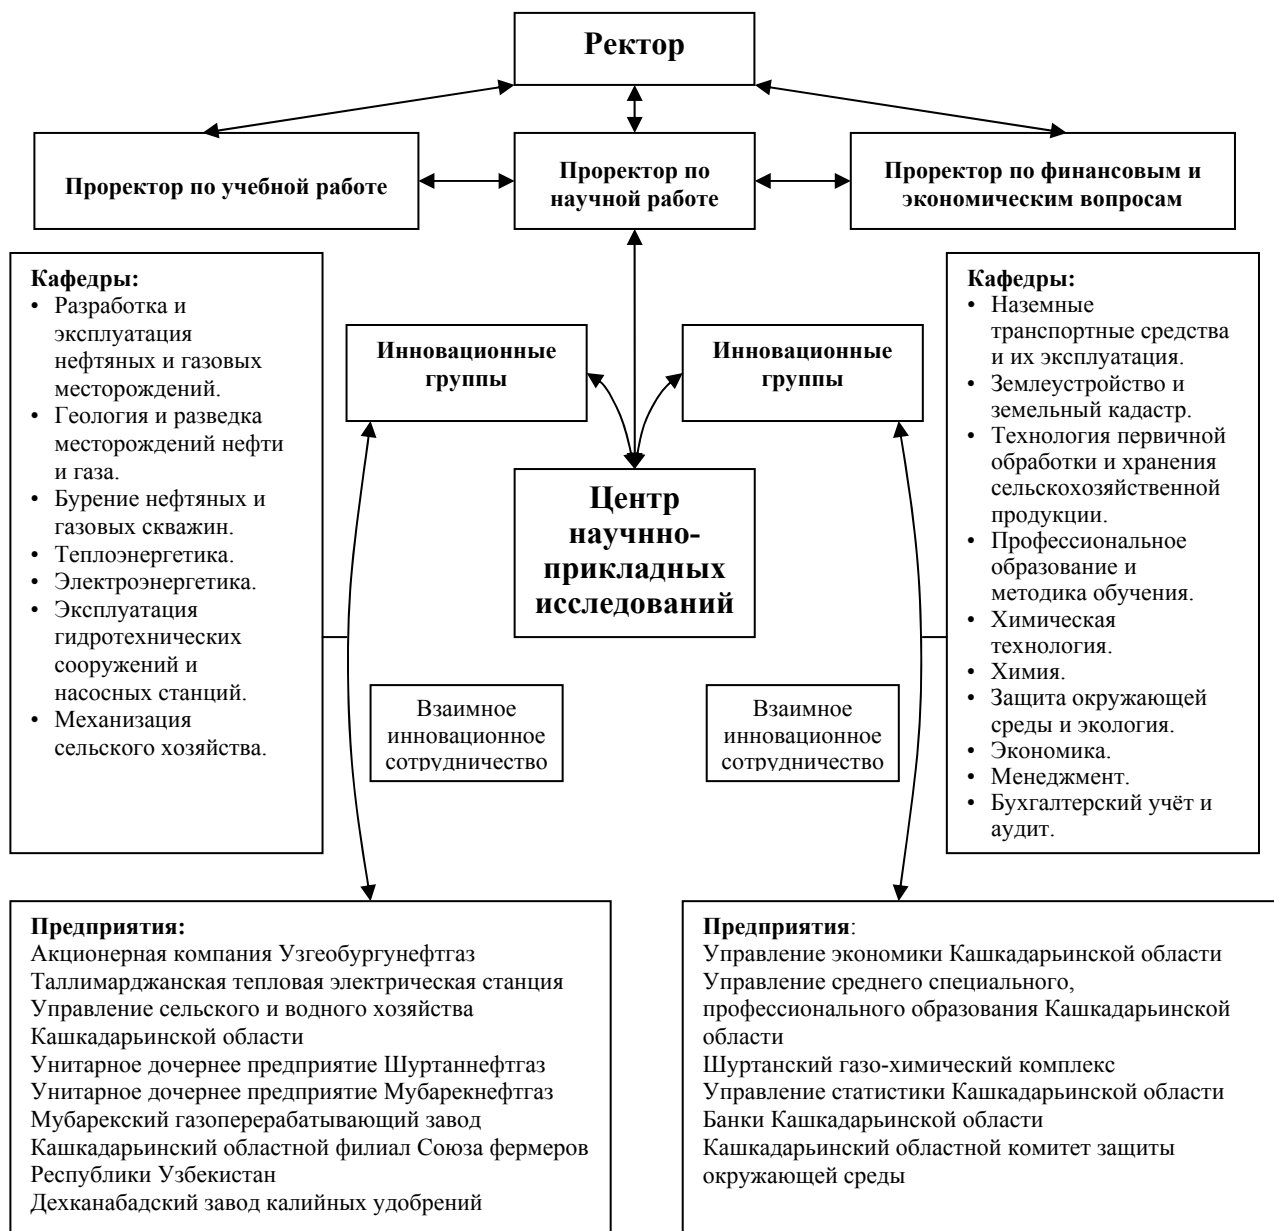 Ректор
Проректор по учебной работе
Проректор по
научной работе
Проректор по финансовым и
экономическим вопросам
Кафедры:
• Разработка и
эксплуатация
нефтяных и газовых
месторождений.
• Геология и разведка
месторождений нефти
и газа.
• Бурение нефтяных и
газовых скважин.
• Теплоэнергетика.
• Электроэнергетика.
• Эксплуатация
гидротехнических
сооружений и
насосных станций.
• Механизация
сельского хозяйства.
Инновационные
группы
Инновационные
группы
Центр
научнно-
прикладных
исследований
Взаимное
инновационное
сотрудничество
Взаимное
инновационное
сотрудничество
Кафедры:
• Наземные
транспортные средства
и их эксплуатация.
• Землеустройство и
земельный кадастр.
• Технология первичной
обработки и хранения
сельскохозяйственной
продукции.
• Профессиональное
образование и
методика обучения.
• Химическая
технология.
• Химия.
• Защита окружающей
среды и экология.
• Экономика.
• Менеджмент.
• Бухгалтерский учёт и
аудит.
Предприятия:
Акционерная компания Узгеобургунефтгаз
Таллимарджанская тепловая электрическая станция
Управление сельского и водного хозяйства
Кашкадарьинской области
Унитарное дочернее предприятие Шуртаннефтгаз
Унитарное дочернее предприятие Мубарекнефтгаз
Мубарекский газоперерабатывающий завод
Кашкадарьинский областной филиал Союза фермеров
Республики Узбекистан
Дехканабадский завод калийных удобрений
Предприятия:
Управление экономики Кашкадарьинской области
Управление среднего специального,
профессионального образования Кашкадарьинской
области
Шуртанский газо-химический комплекс
Управление статистики Кашкадарьинской области
Банки Кашкадарьинской области
Кашкадарьинский областной комитет защиты
окружающей среды